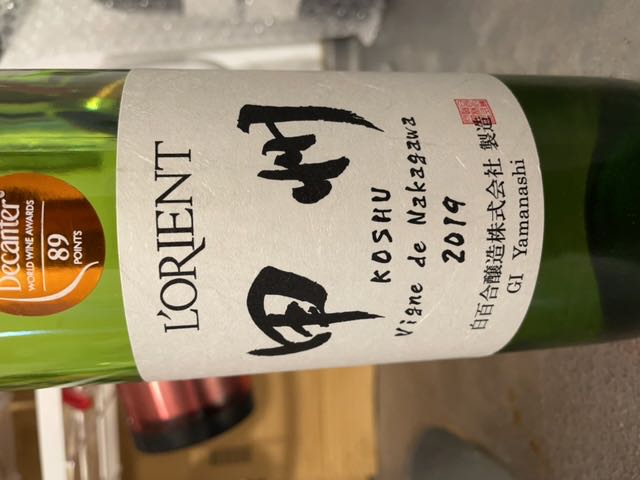 Decanter
WORLD WINE AWARDS
89
POINTS
L'ORIENT
甲州
KOSHU
Vigne de Nakagawa
2019
白百合醸造株式会社 製造
GI Yamanashi